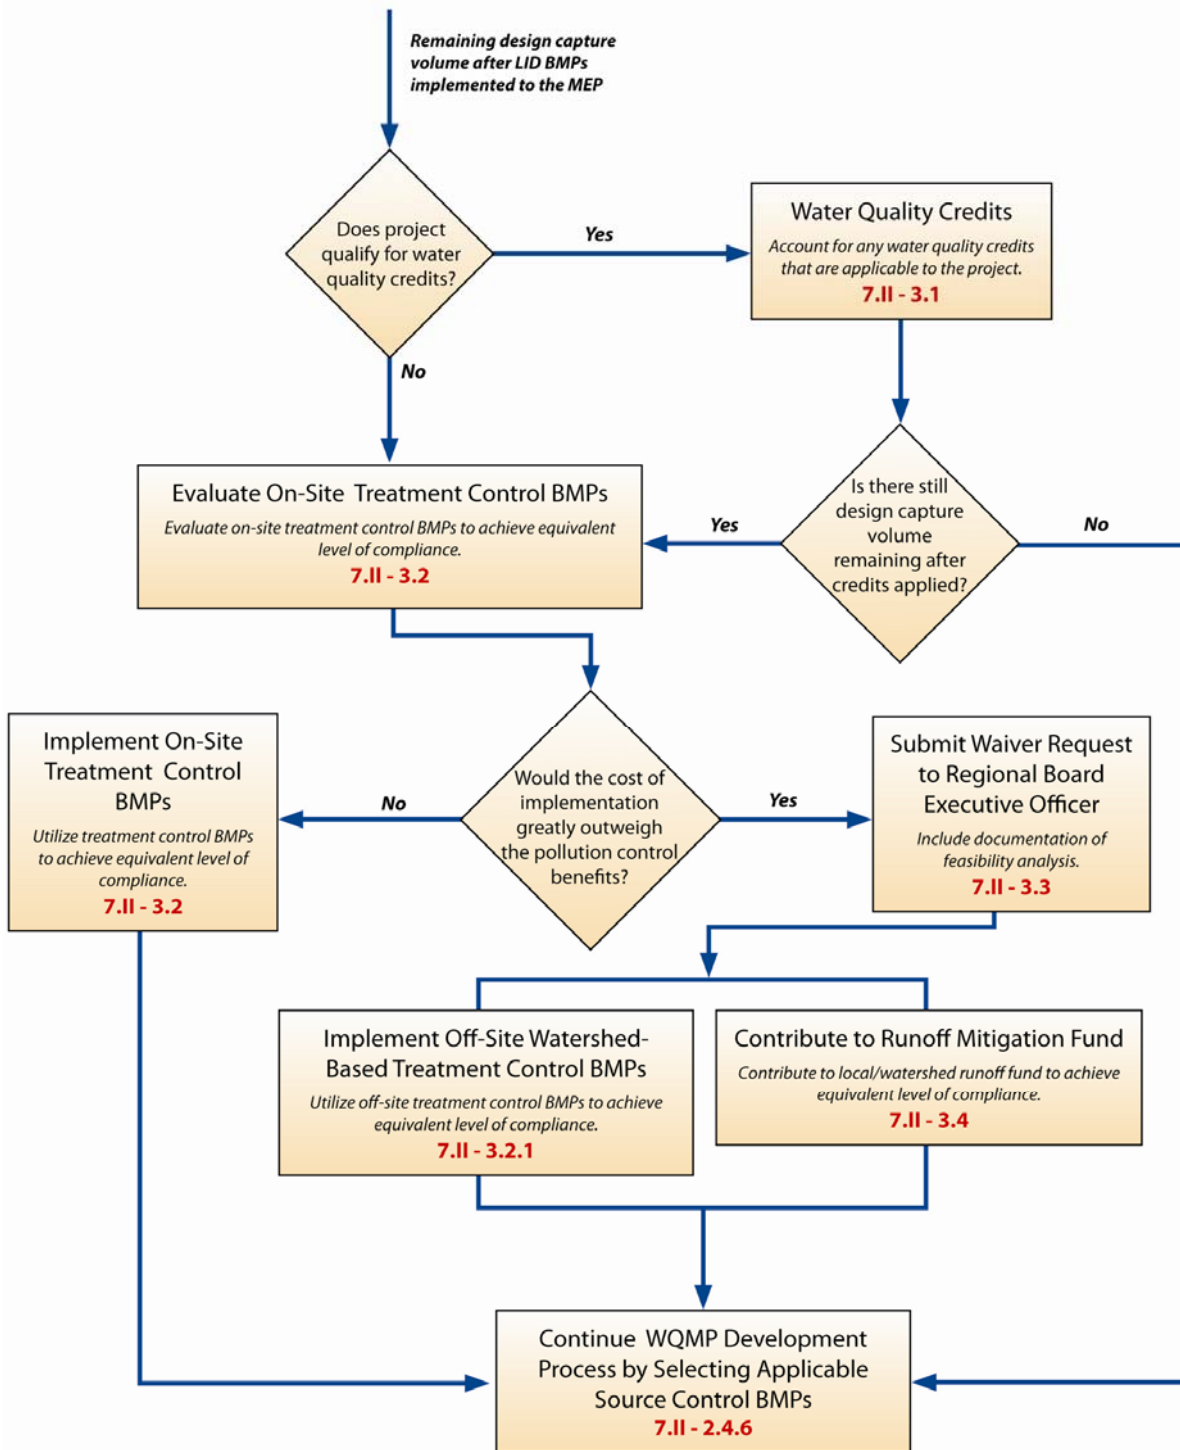 Remaining design capture
volume after LID BMPs
implemented to the MEP
Does project
qualify for water
quality credits?
Yes
Water Quality Credits
Account for any water quality credits
that are applicable to the project.
7.II - 3.1
No
Evaluate On-Site Treatment Control BMPs
Evaluate on-site treatment control BMPs to achieve equivalent
level of compliance.
7.II - 3.2
Yes
Is there still
design capture
volume
remaining after
credits applied?
No
Implement On-Site
Treatment Control
BMPs
Utilize treatment control BMPs
to achieve equivalent level of
compliance.
7.II - 3.2
No
Would the cost of
implementation
greatly outweigh
the pollution control
benefits?
Yes
Submit Waiver Request
to Regional Board
Executive Officer
Include documentation of
feasibility analysis.
7.II - 3.3
Implement Off-Site Watershed-
Based Treatment Control BMPs
Utilize off-site treatment control BMPs to achieve
equivalent level of compliance.
7.II - 3.2.1
Contribute to Runoff Mitigation Fund
Contribute to local/watershed runoff fund to achieve
equivalent level of compliance.
7.II - 3.4
Continue WQMP Development
Process by Selecting Applicable
Source Control BMPs
7.II - 2.4.6